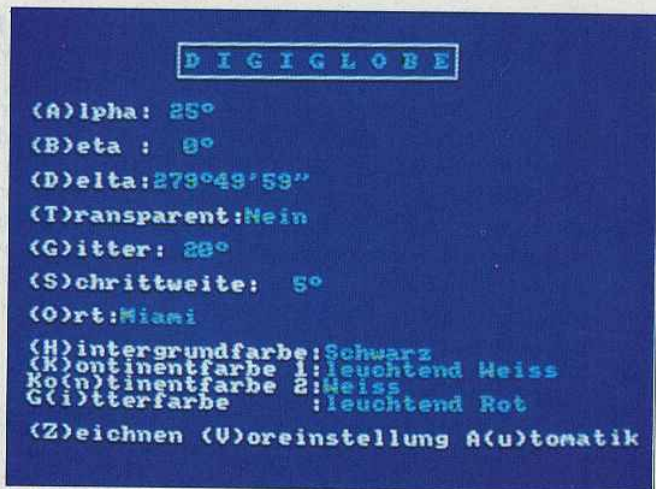 D I G I G L O B E
(A)lpha: 25°
(B)eta : 0°
(D)elta:279°49'59"
(T)ransparent:Nein
(G)itter: 20°
(S)chrittweite: 5°
(O)rt:Miami
(H)intergrundfarbe:Schwarz
(K)ontinentfarbe 1:leuchtend Weiss
Ko(n)tinentfarbe 2:Weiss
G(i)tterfarbe :leuchtend Rot
(Z)eichnen (V)oreinstellung A(u)tomatik